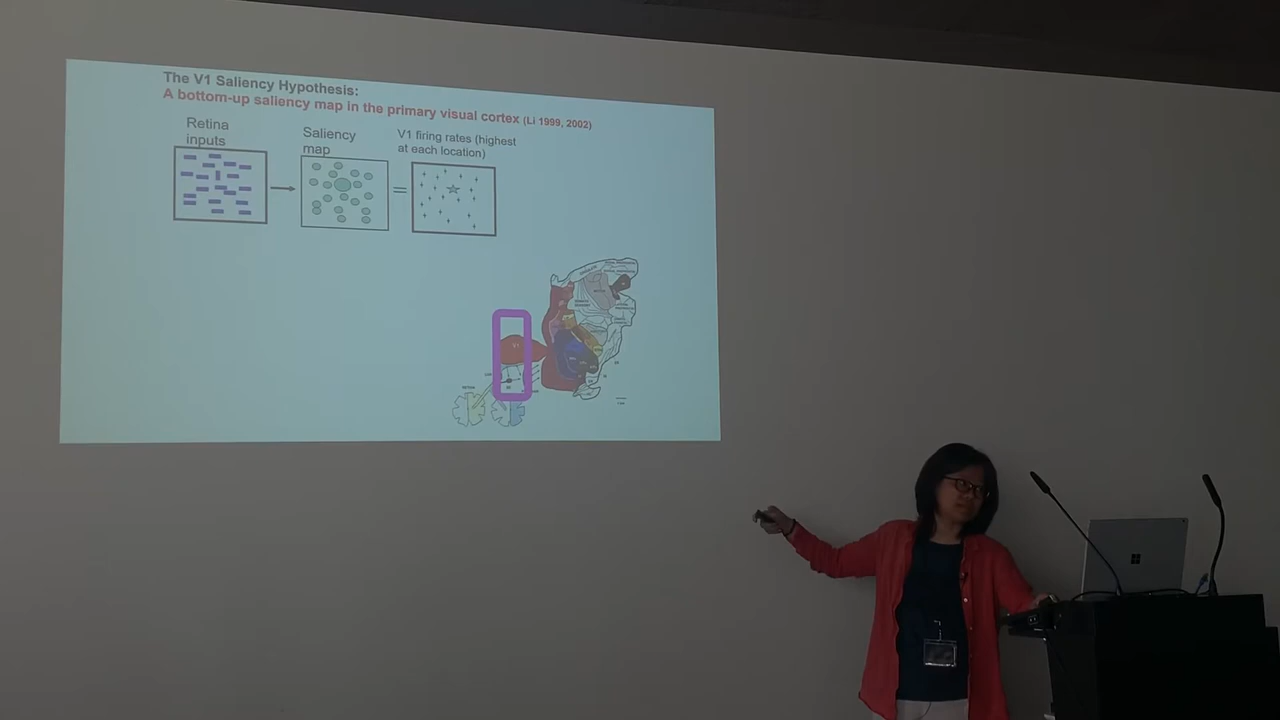 The V1 Saliency Hypothesis:
A bottom-up saliency map in the primary visual cortex (Li 1999, 2002)
Retina
inputs
Saliency
map
V1 firing rates (highest
at each location)
=
V1